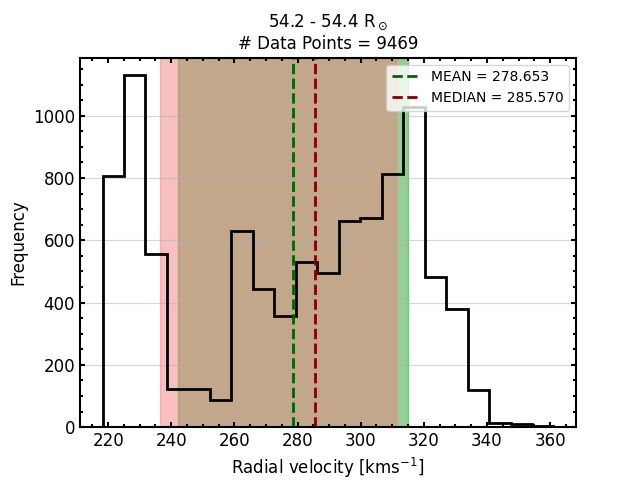 54.2 - 54.4 R⊙
# Data Points = 9469
MEAN = 278.653
MEDIAN = 285.570
Frequency
1000
800
600
400
200
0
220 240 260 280 300 320 340 360
Radial velocity [kms⁻¹]